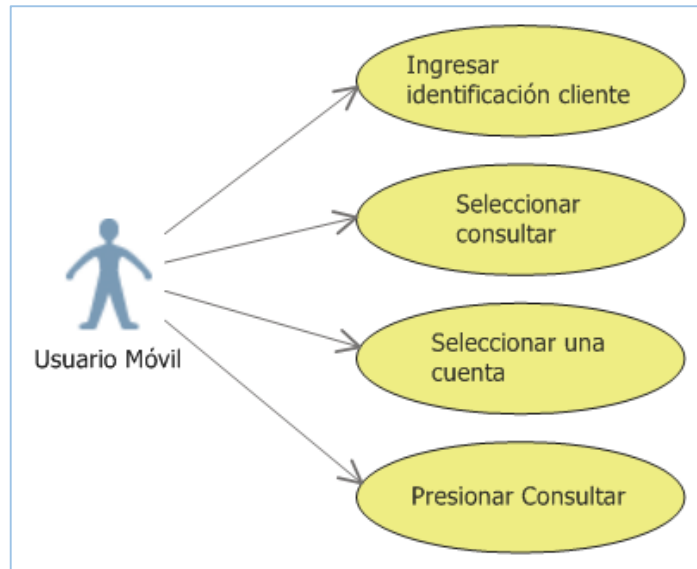 Ingresar
identificación cliente
Seleccionar
consultar
Usuario Móvil
Seleccionar una
cuenta
Presionar Consultar